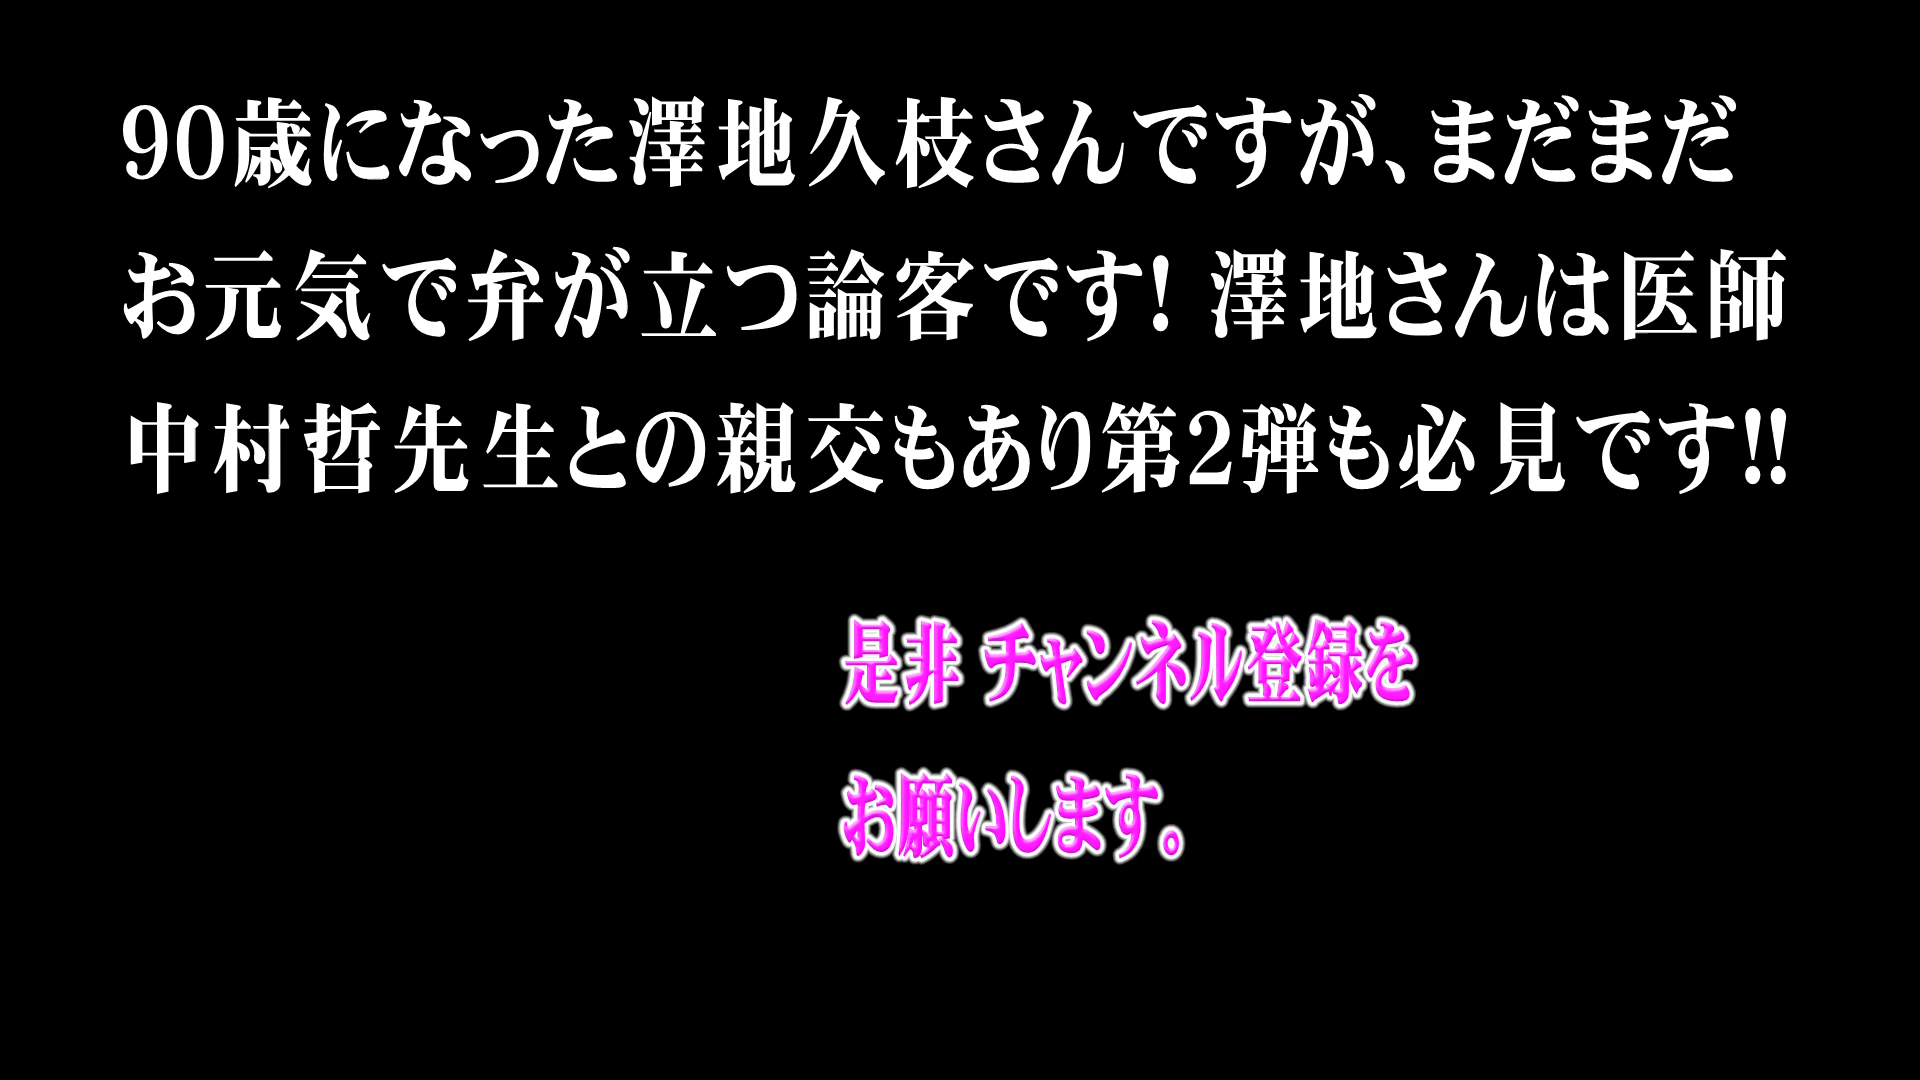 90歳になった澤地久枝さんですが、まだまだ
お元気で弁が立つ論客です! 澤地さんは医師
中村哲先生との親交もあり第2弾も必見です!!
是非 チャンネル登録を
お願いします。